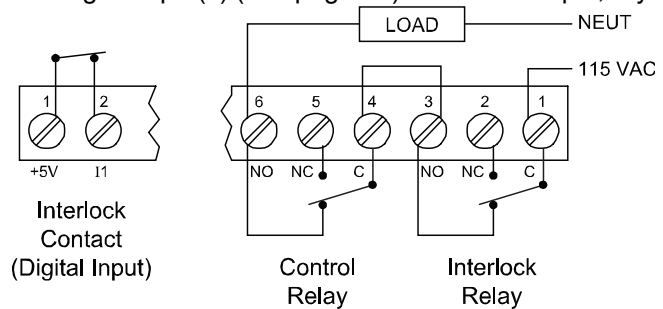 LOAD
NEUT
115 VAC
1 2
6 5 4 3 2 1
+5V I1
NO NC C NO NC C
Interlock
Contact
(Digital Input)
Control
Relay
Interlock
Relay